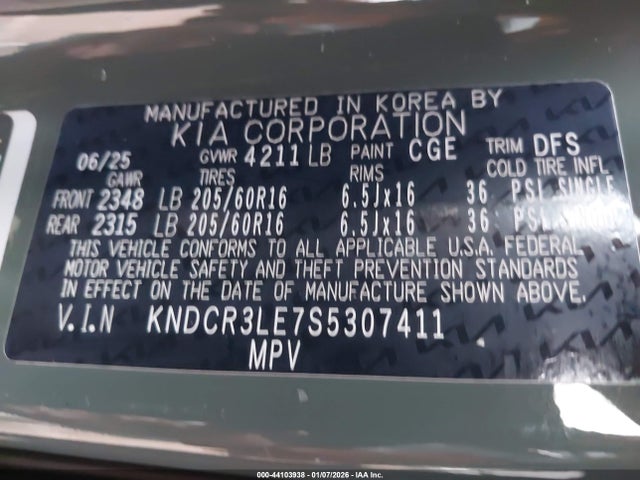 MANUFACTURED IN KOREA BY
KIA CORPORATION
06/25 GVWR 4211 LB PAINT CGE TRIM DFS
GAWR TIRES RIMS COLD TIRE INFL
FRONT 2348 LB 205/60R16 6.5Jx16 36 PSI SINGLE
REAR 2315 LB 205/60R16 6.5Jx16 36 PSI
THIS VEHICLE CONFORMS TO ALL APPLICABLE U.S.A. FEDERAL
MOTOR VEHICLE SAFETY AND THEFT PREVENTION STANDARDS
IN EFFECT ON THE DATE OF MANUFACTURE SHOWN ABOVE.
V.I.N KNDCR3LE7S5307411
MPV
000-44103938 - 01/07/2026 - IAA Inc.